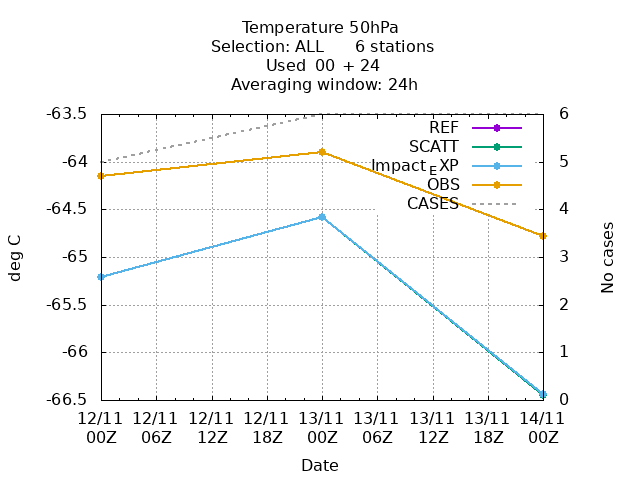 Temperature 50hPa
Selection: ALL 6 stations
Used 00 + 24
Averaging window: 24h
-63.5 6
REF
SCATT
-64 Impact_EXP 5
OBS
-64.5 CASES 4
-65 3
-65.5 2
-66 1
-66.5 0
deg C
No cases
12/11 12/11 12/11 12/11 13/11 13/11 13/11 13/11 14/11
00Z 06Z 12Z 18Z 00Z 06Z 12Z 18Z 00Z
Date